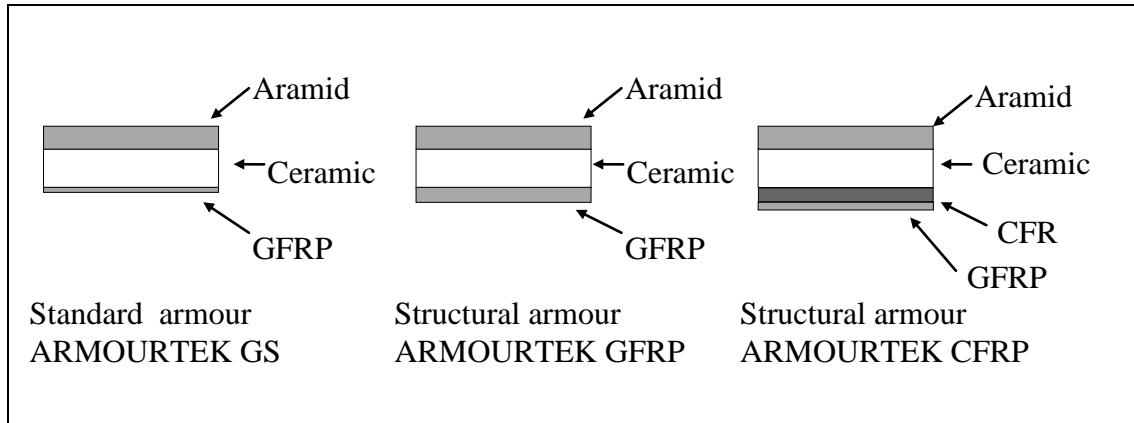 Aramid
Ceramic
GFRP
Standard armour
ARMOURTEK GS
Aramid
Ceramic
GFRP
Structural armour
ARMOURTEK GFRP
Aramid
Ceramic
CFR
GFRP
Structural armour
ARMOURTEK CFRP